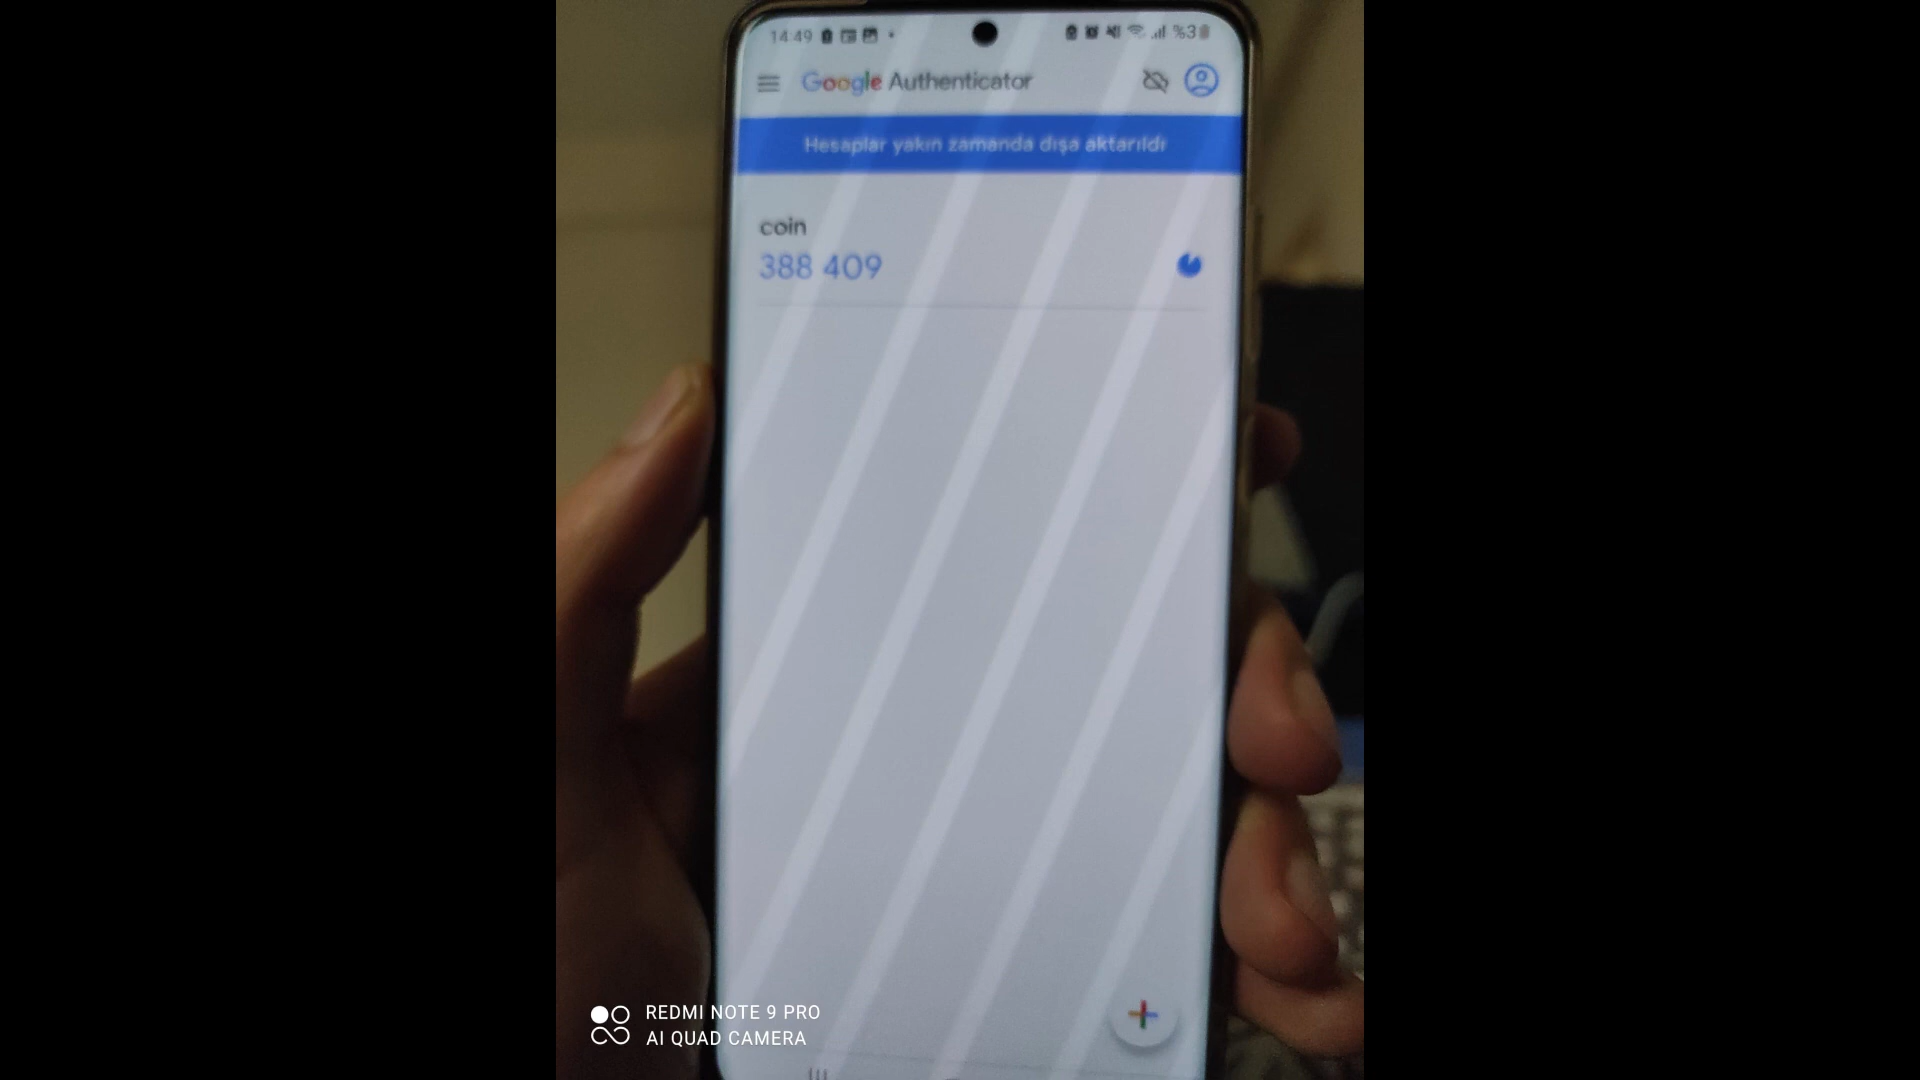 14:49 %3
Google Authenticator
Hesaplar yakın zamanda dışa aktarıldı
coin
388 409
REDMI NOTE 9 PRO
AI QUAD CAMERA